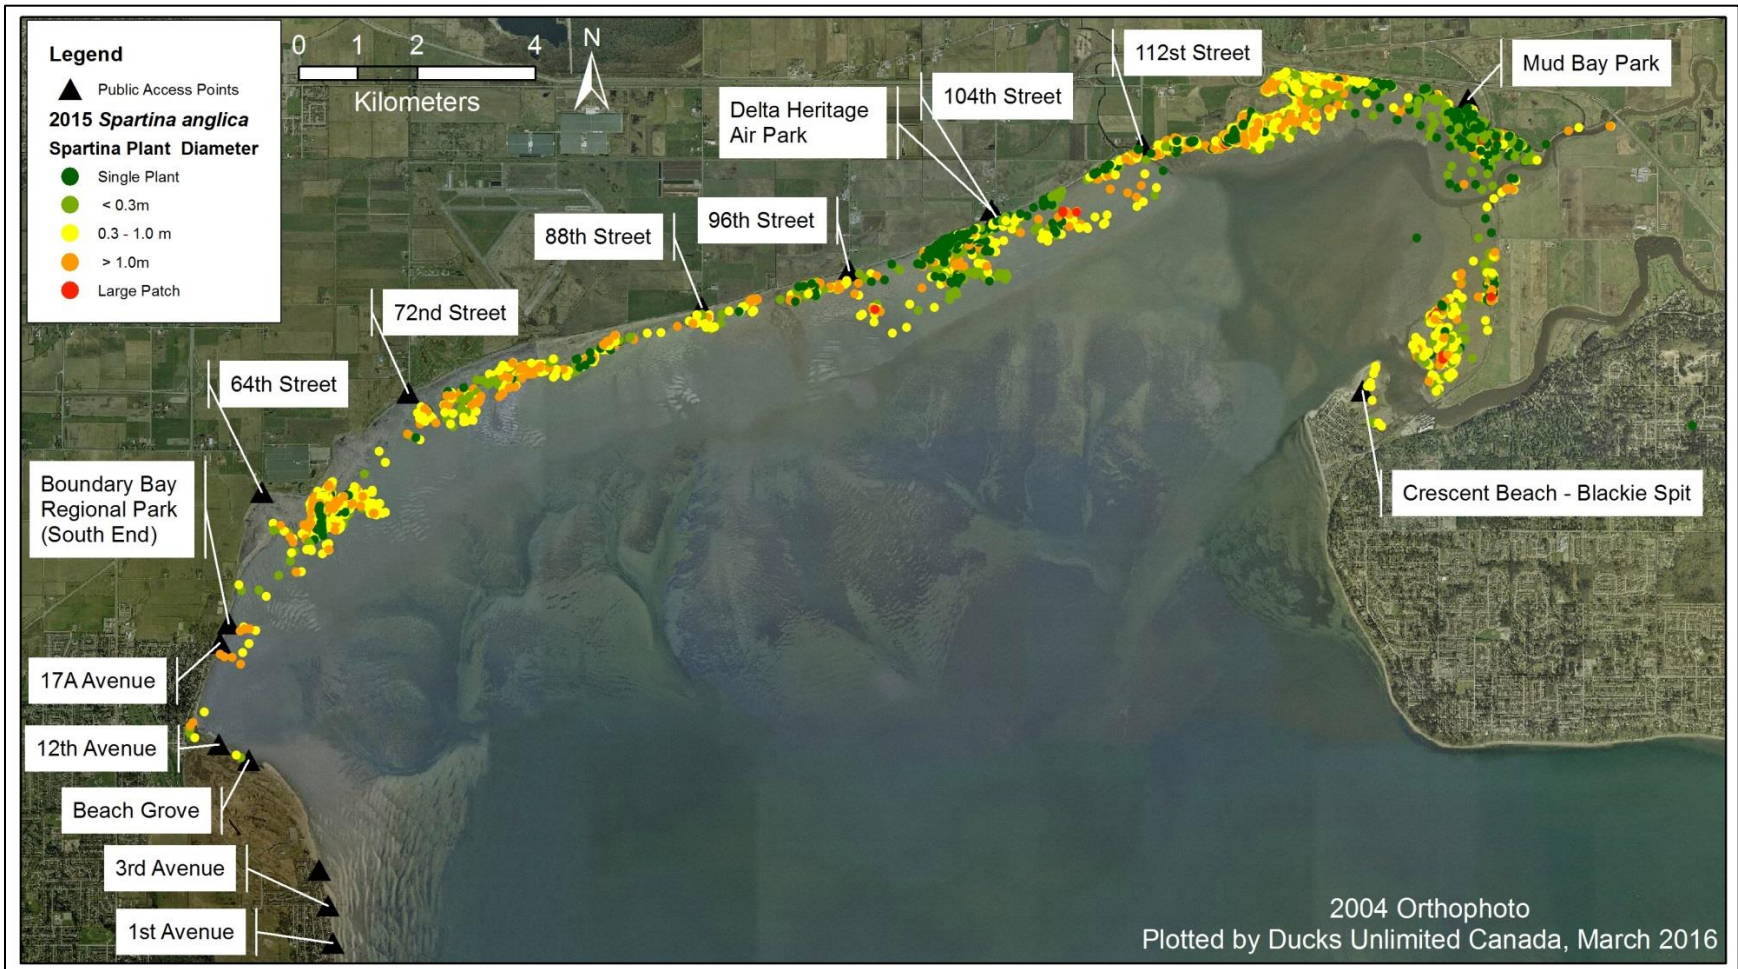 Legend
Public Access Points
2015 Spartina anglica
Spartina Plant Diameter
Single Plant
< 0.3m
0.3 - 1.0 m
> 1.0m
Large Patch
0 1 2 4
Kilometers
N
112st Street
Mud Bay Park
104th Street
Delta Heritage
Air Park
96th Street
88th Street
72nd Street
64th Street
Boundary Bay
Regional Park
(South End)
Crescent Beach - Blackie Spit
17A Avenue
12th Avenue
Beach Grove
3rd Avenue
1st Avenue
2004 Orthophoto
Plotted by Ducks Unlimited Canada, March 2016